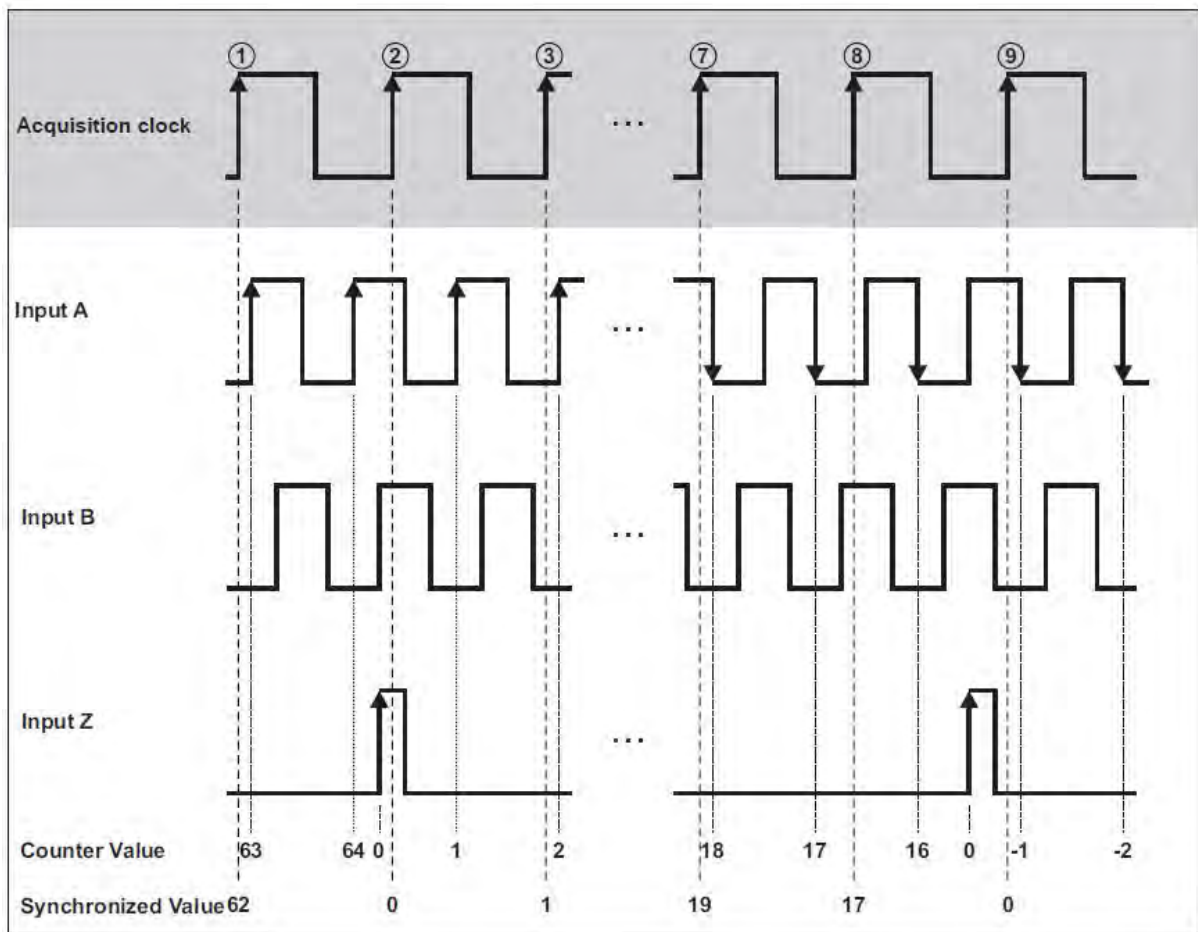 ① ② ③ ⑦ ⑧ ⑨
Acquisition clock
...
Input A
...
Input B
...
Input Z
...
Counter Value 63 64 0 1 2 18 17 16 0 -1 -2
Synchronized Value 62 0 1 19 17 0